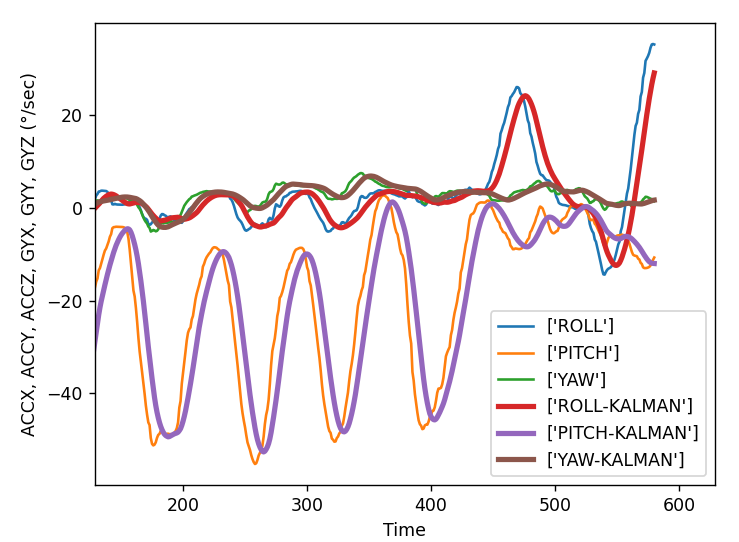 ACCX, ACCY, ACCZ, GYX, GYY, GYZ (°/sec)
20
0
−20
−40
200
300
400
500
600
Time
['ROLL']
['PITCH']
['YAW']
['ROLL-KALMAN']
['PITCH-KALMAN']
['YAW-KALMAN']